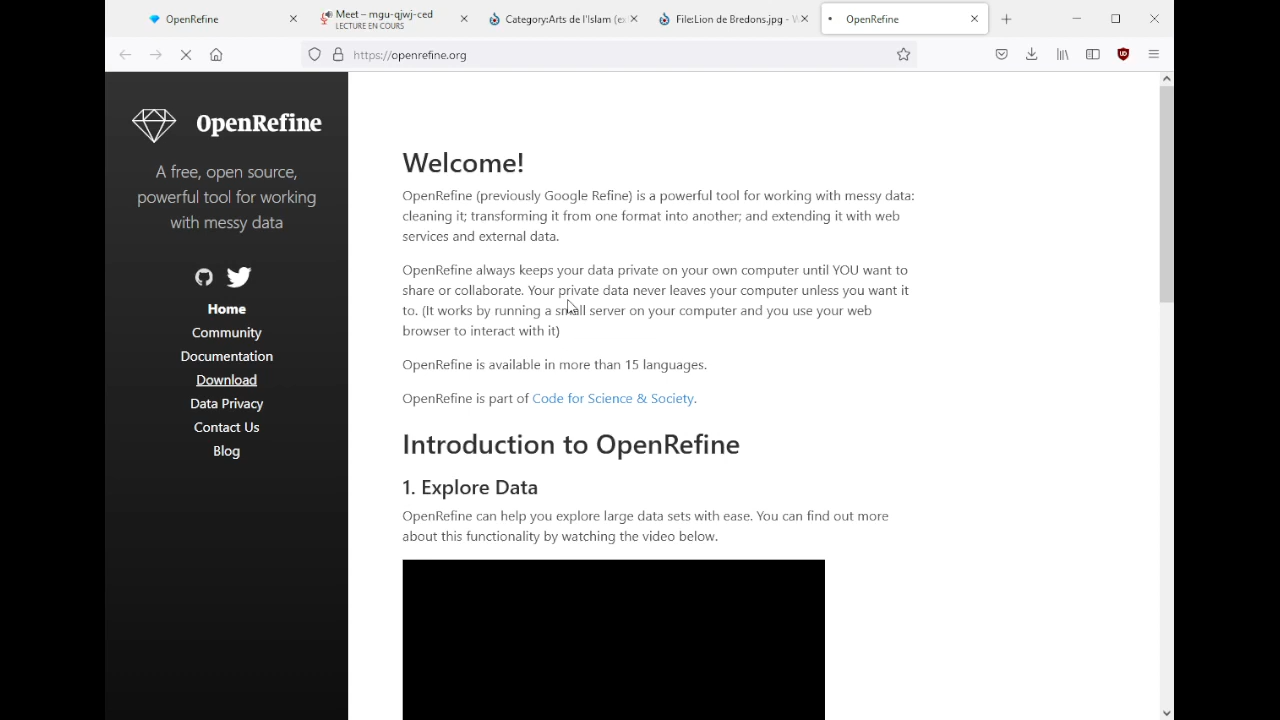 OpenRefine
Meet – mgu-qjwj-ced
LECTURE EN COURS
Category:Arts de l'Islam (ex
File:Lion de Bredons.jpg - W
OpenRefine
https://openrefine.org
OpenRefine
A free, open source,
powerful tool for working
with messy data
Home
Community
Documentation
Download
Data Privacy
Contact Us
Blog
Welcome!
OpenRefine (previously Google Refine) is a powerful tool for working with messy data:
cleaning it; transforming it from one format into another; and extending it with web
services and external data.
OpenRefine always keeps your data private on your own computer until YOU want to
share or collaborate. Your private data never leaves your computer unless you want it
to. (It works by running a small server on your computer and you use your web
browser to interact with it)
OpenRefine is available in more than 15 languages.
OpenRefine is part of Code for Science & Society.
Introduction to OpenRefine
1. Explore Data
OpenRefine can help you explore large data sets with ease. You can find out more
about this functionality by watching the video below.